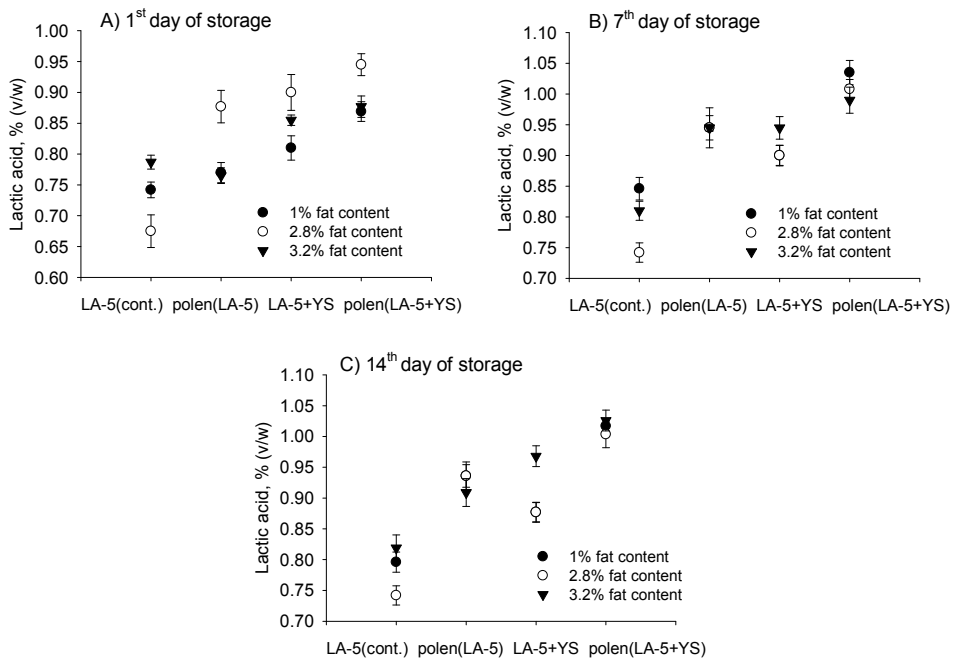 A) 1st day of storage
Lactic acid, % (v/w)
0.95
0.90
0.85
0.80
0.75
0.70
0.65
0.60
1% fat content
2.8% fat content
3.2% fat content
LA-5(cont.) polen(LA-5) LA-5+YS polen(LA-5+YS)
B) 7th day of storage
Lactic acid, % (v/w)
1.10
1.05
1.00
0.95
0.90
0.85
0.80
0.75
0.70
1% fat content
2.8% fat content
3.2% fat content
LA-5(cont.) polen(LA-5) LA-5+YS polen(LA-5+YS)
C) 14th day of storage
Lactic acid, % (v/w)
1.10
1.05
1.00
0.95
0.90
0.85
0.80
0.75
0.70
1% fat content
2.8% fat content
3.2% fat content
LA-5(cont.) polen(LA-5) LA-5+YS polen(LA-5+YS)